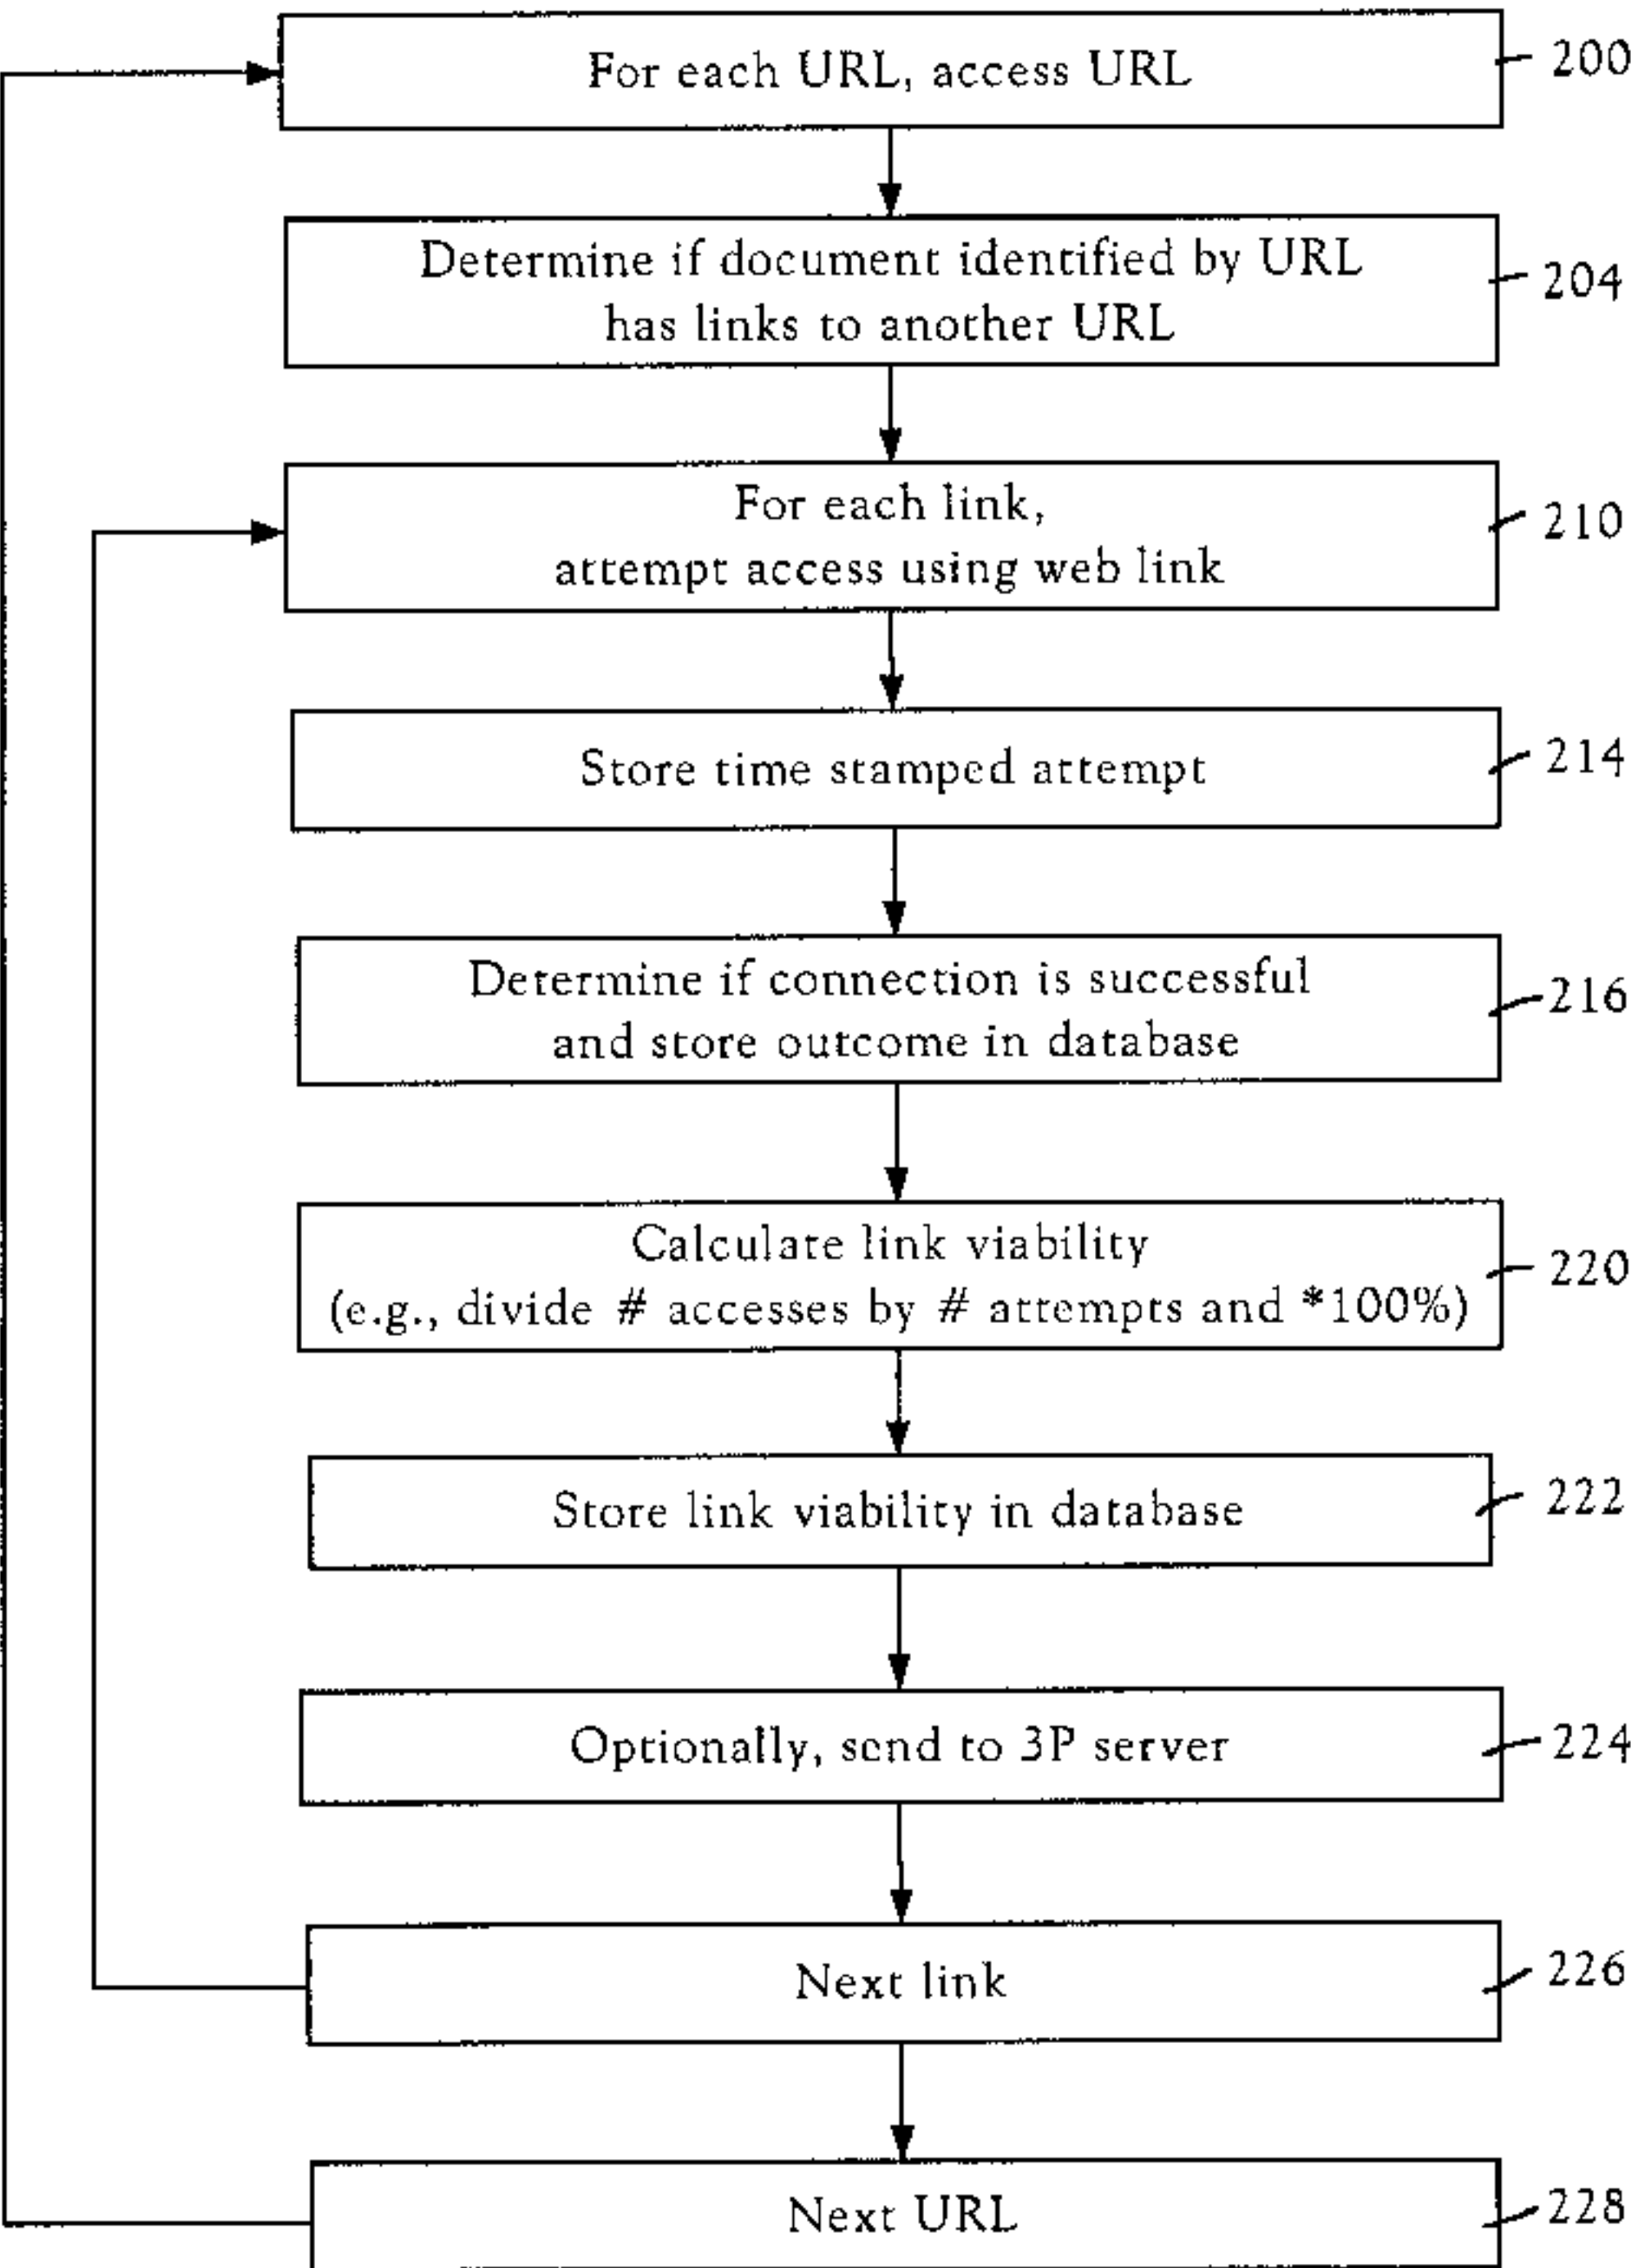 For each URL, access URL
200
Determine if document identified by URL
has links to another URL
204
For each link,
attempt access using web link
210
Store time stamped attempt
214
Determine if connection is successful
and store outcome in database
216
Calculate link viability
(e.g., divide # accesses by # attempts and *100%)
220
Store link viability in database
222
Optionally, send to 3P server
224
Next link
226
Next URL
228